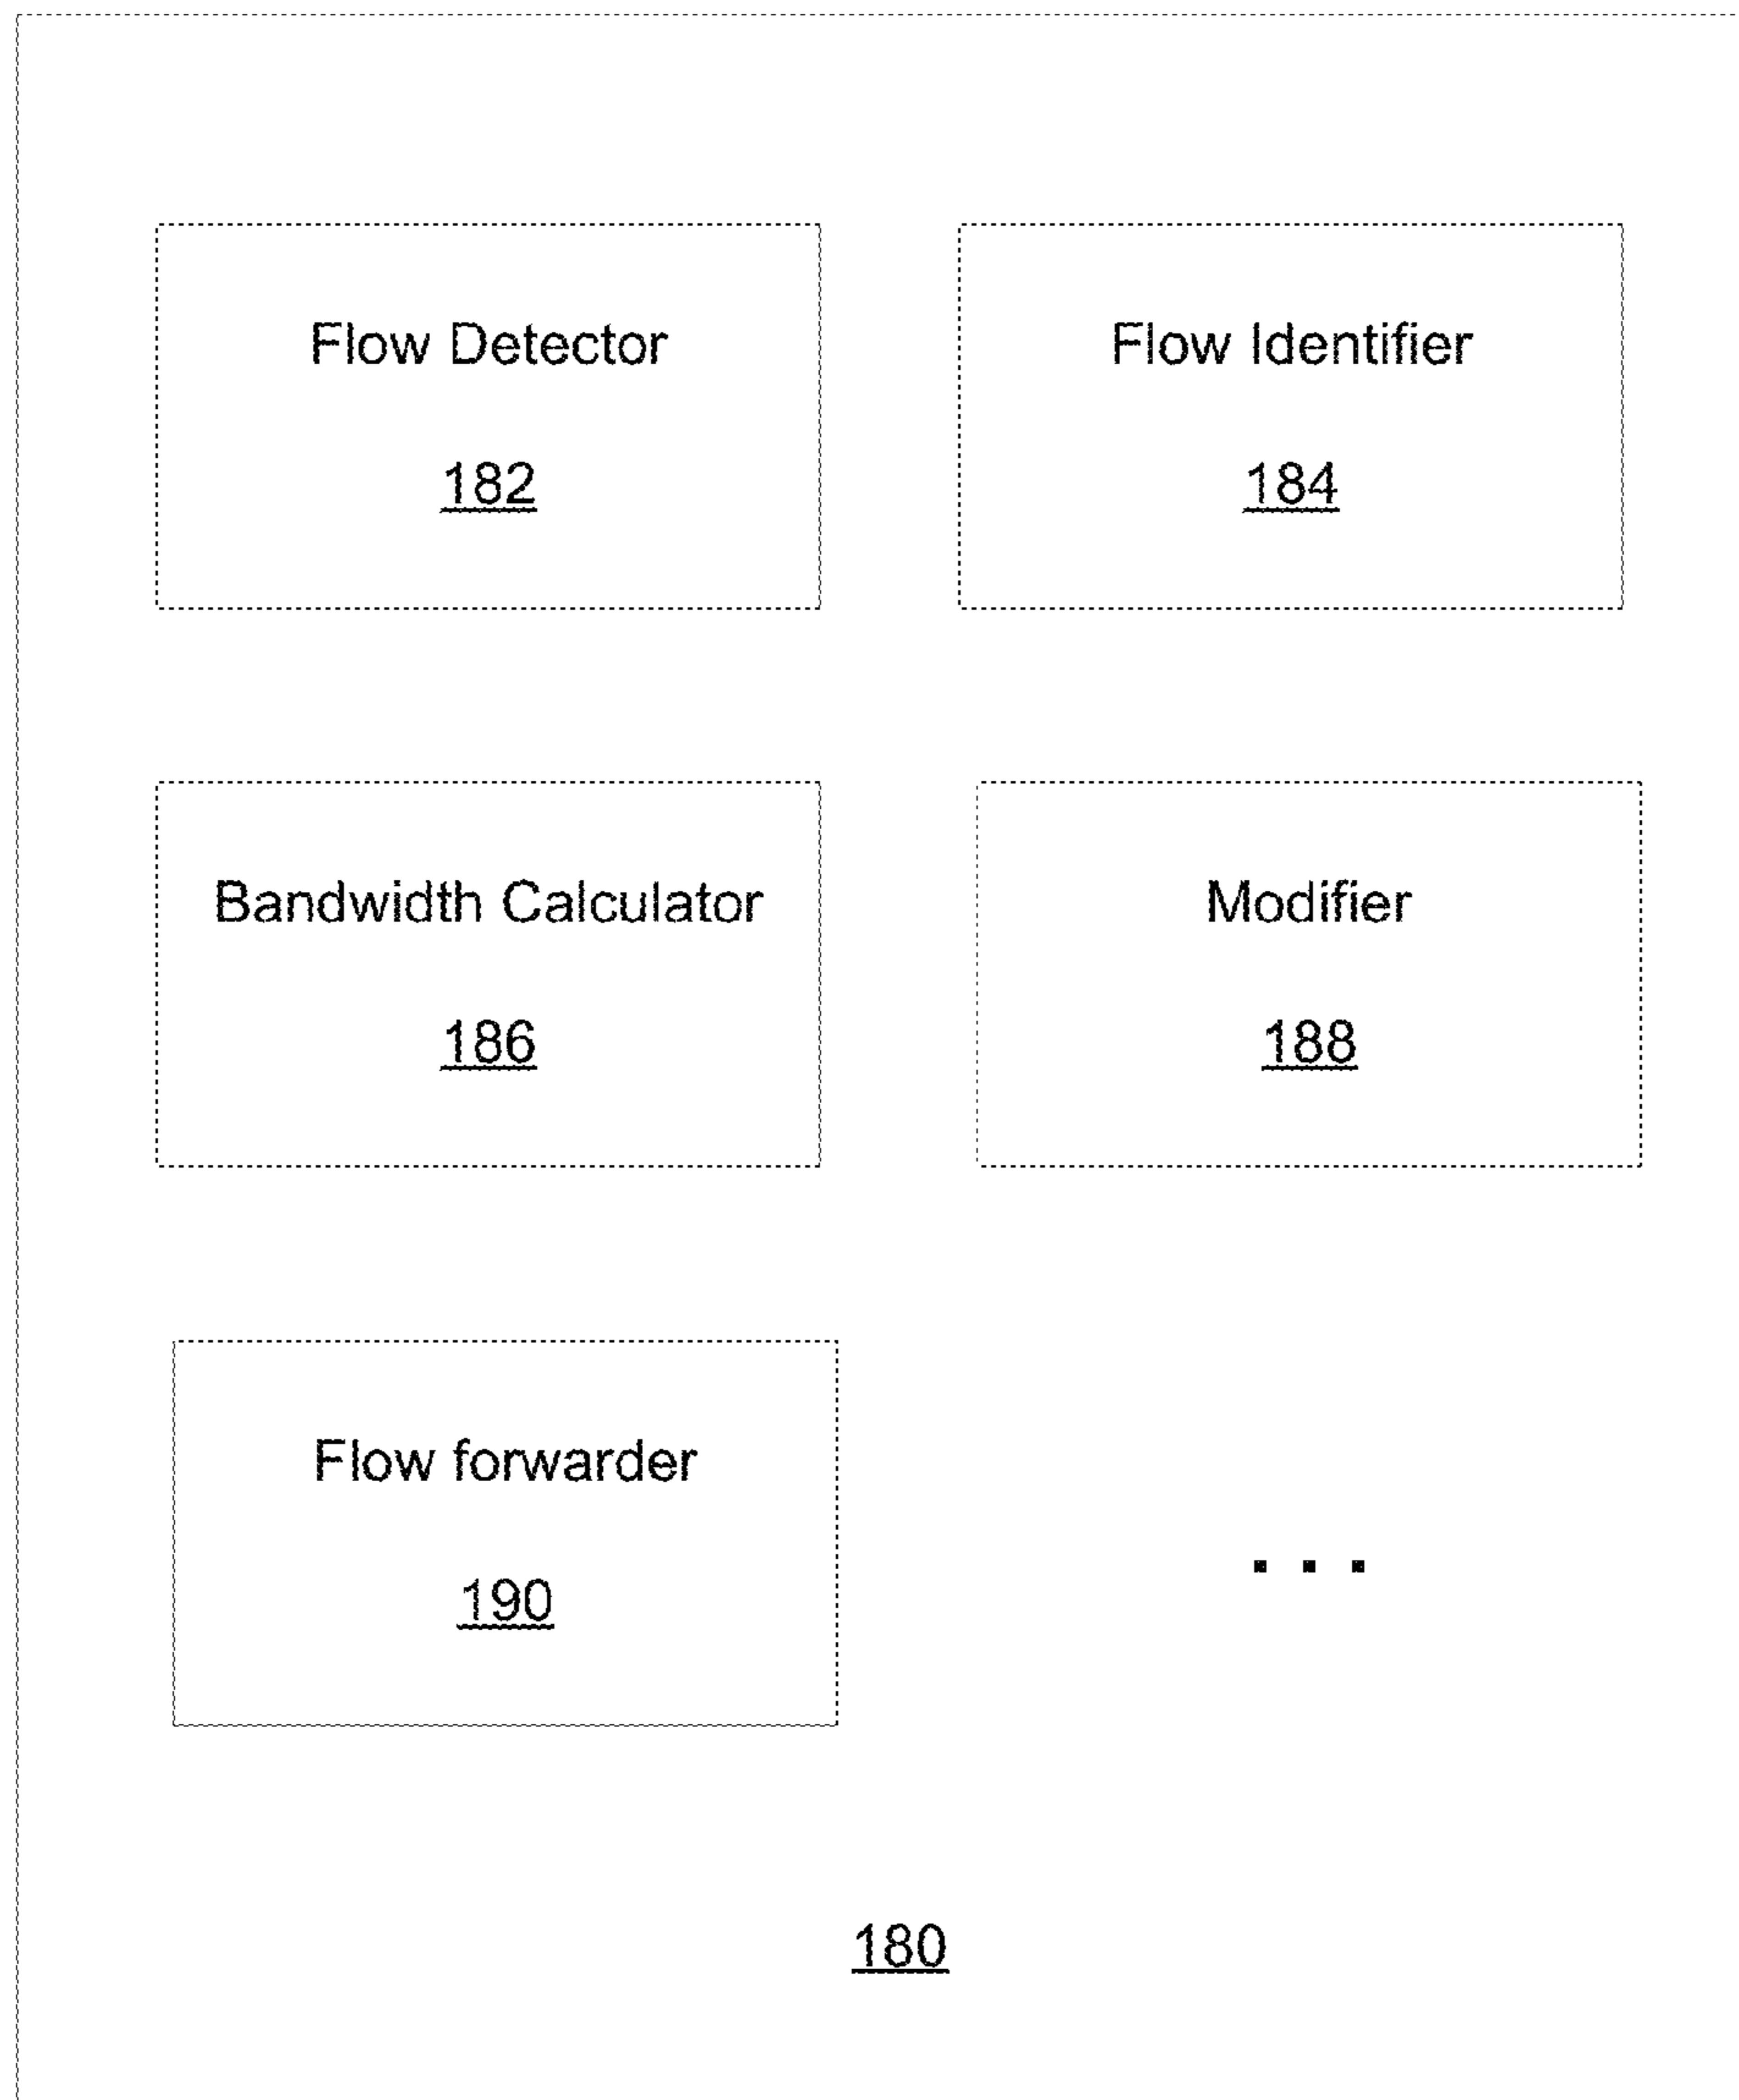 Flow Detector
182
Flow Identifier
184
Bandwidth Calculator
186
Modifier
188
Flow forwarder
190
...
180